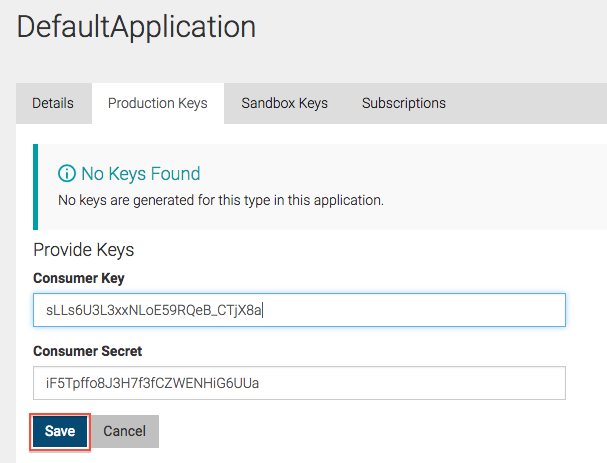 DefaultApplication
Details Production Keys Sandbox Keys Subscriptions
No Keys Found
No keys are generated for this type in this application.
Provide Keys
Consumer Key
sLLs6U3L3xxNLoE59RQeB_CTjX8a
Consumer Secret
iF5Tpffo8J3H7f3fCZWENHiG6UUa
Save Cancel